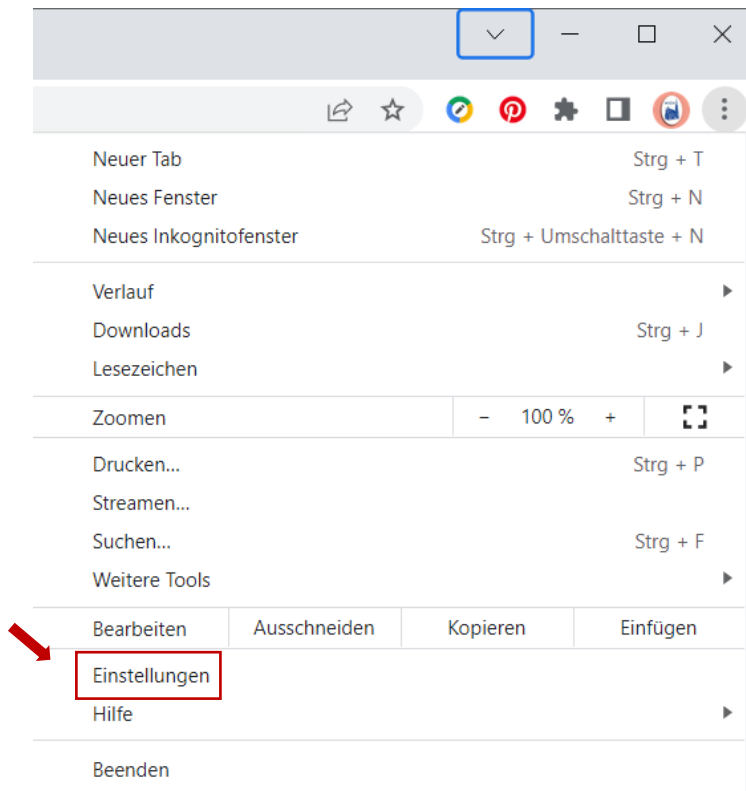 Neuer Tab Strg + T
Neues Fenster Strg + N
Neues Inkognitofenster Strg + Umschalttaste + N
Verlauf
Downloads Strg + J
Lesezeichen
Zoomen - 100 % +
Drucken... Strg + P
Streamen...
Suchen... Strg + F
Weitere Tools
Bearbeiten Ausschneiden Kopieren Einfügen
Einstellungen
Hilfe
Beenden